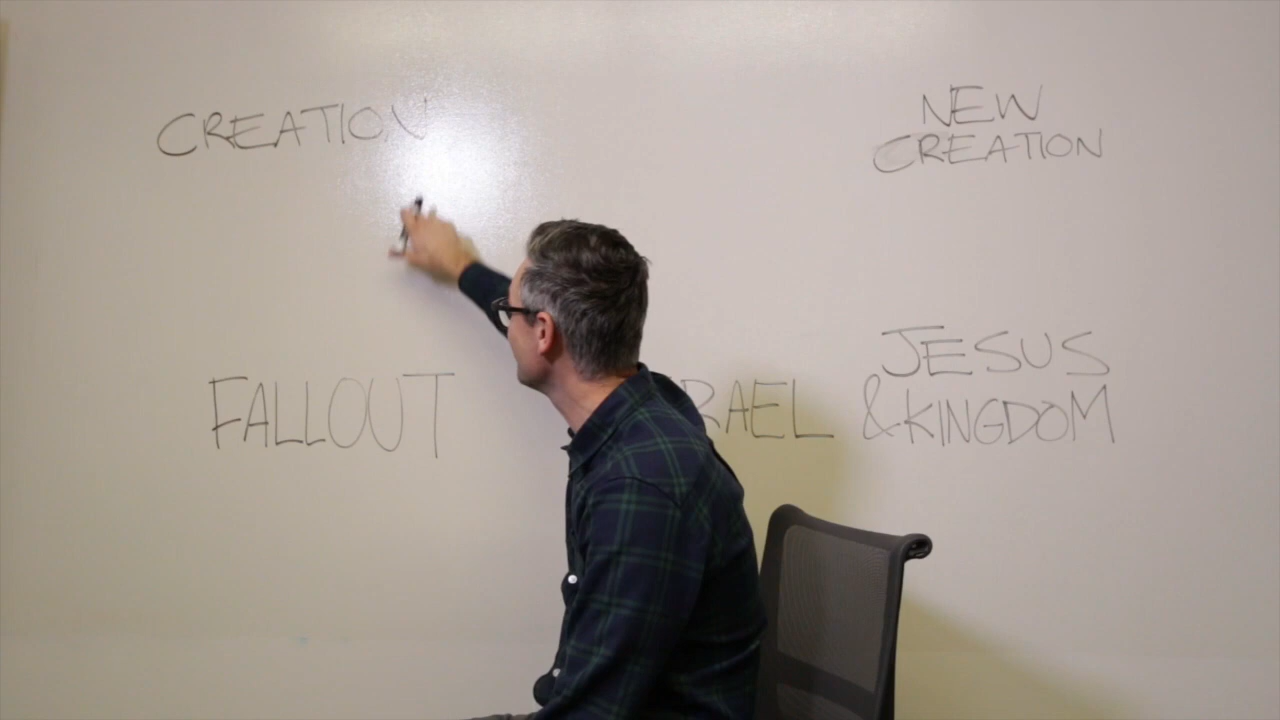 CREATION
NEW
CREATION
FALLOUT
RAEL
JESUS
& KINGDOM